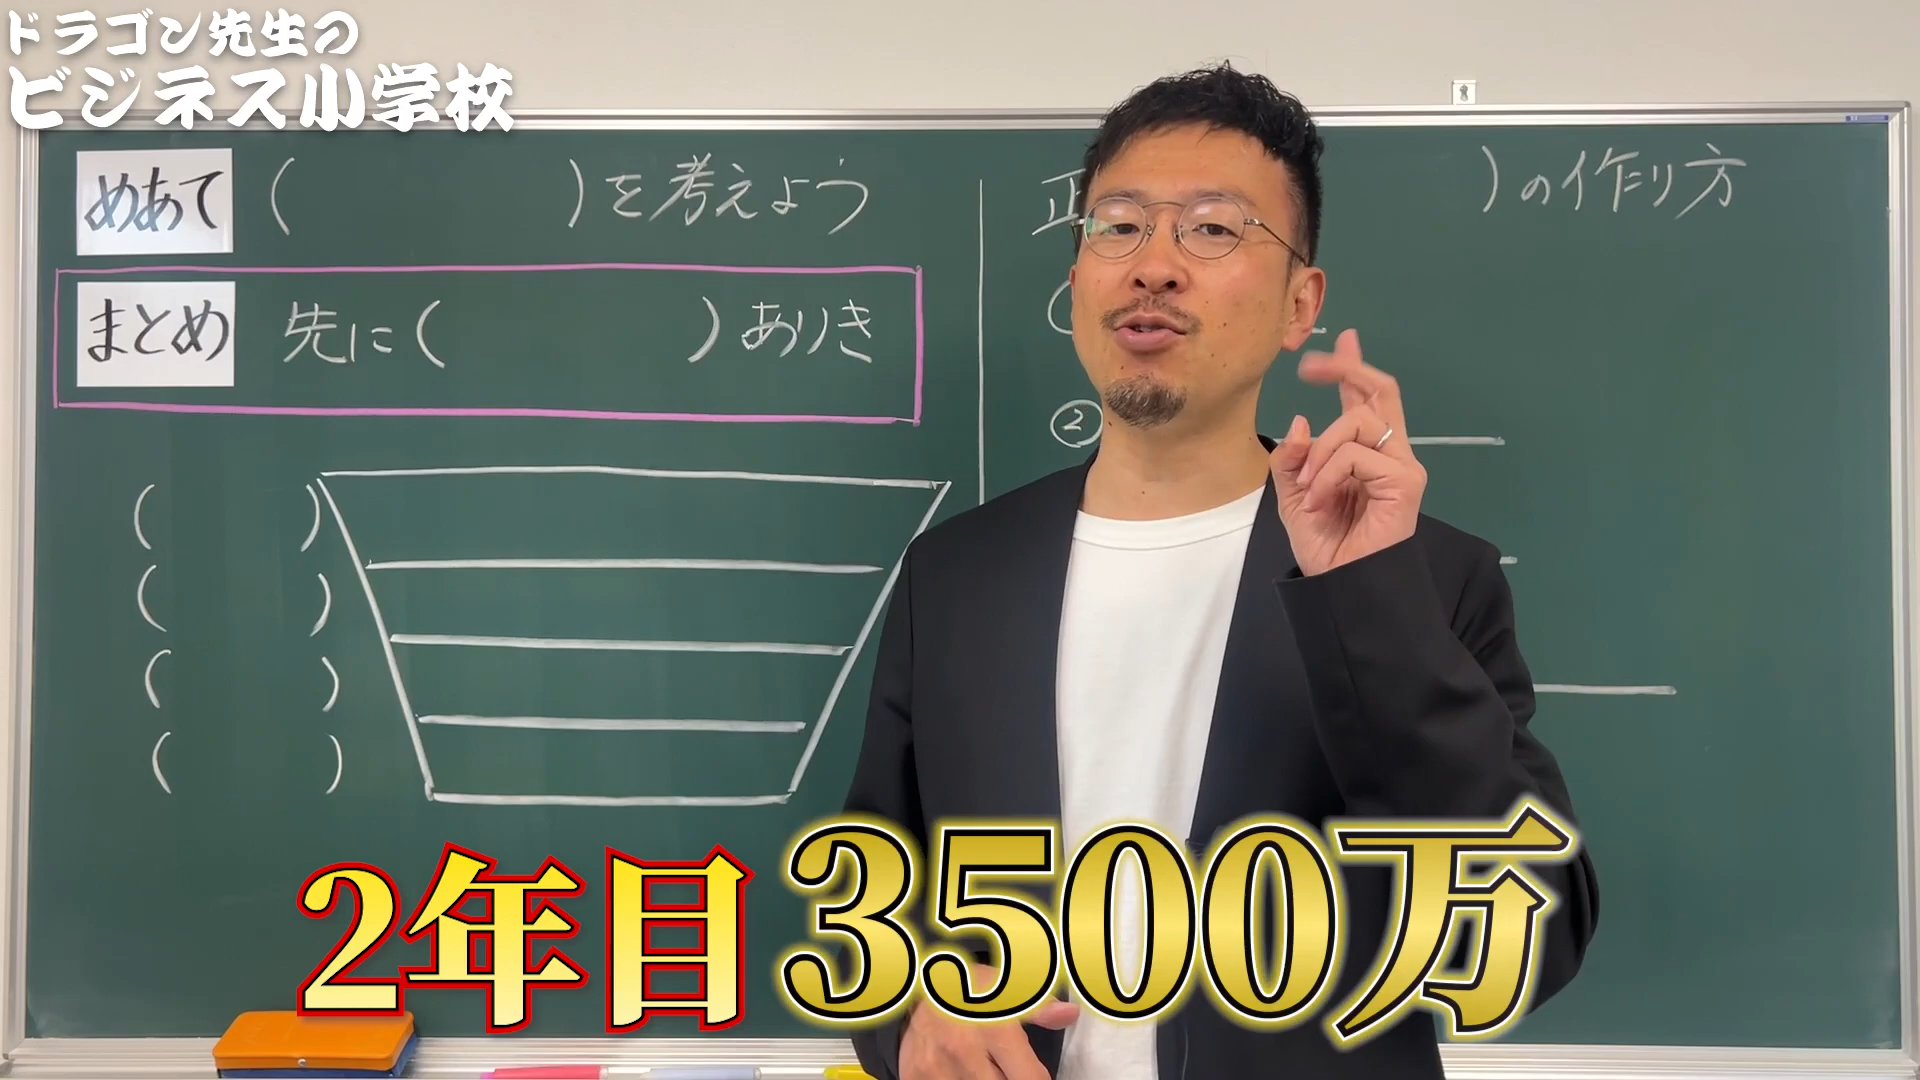 ドラゴン先生の
ビジネス小学校
めあて (          )を考えよう
まとめ 先に(          )ありき
(          )
(          )
(          )
(          )
正          )の作り方
(
②
2年目 3500万